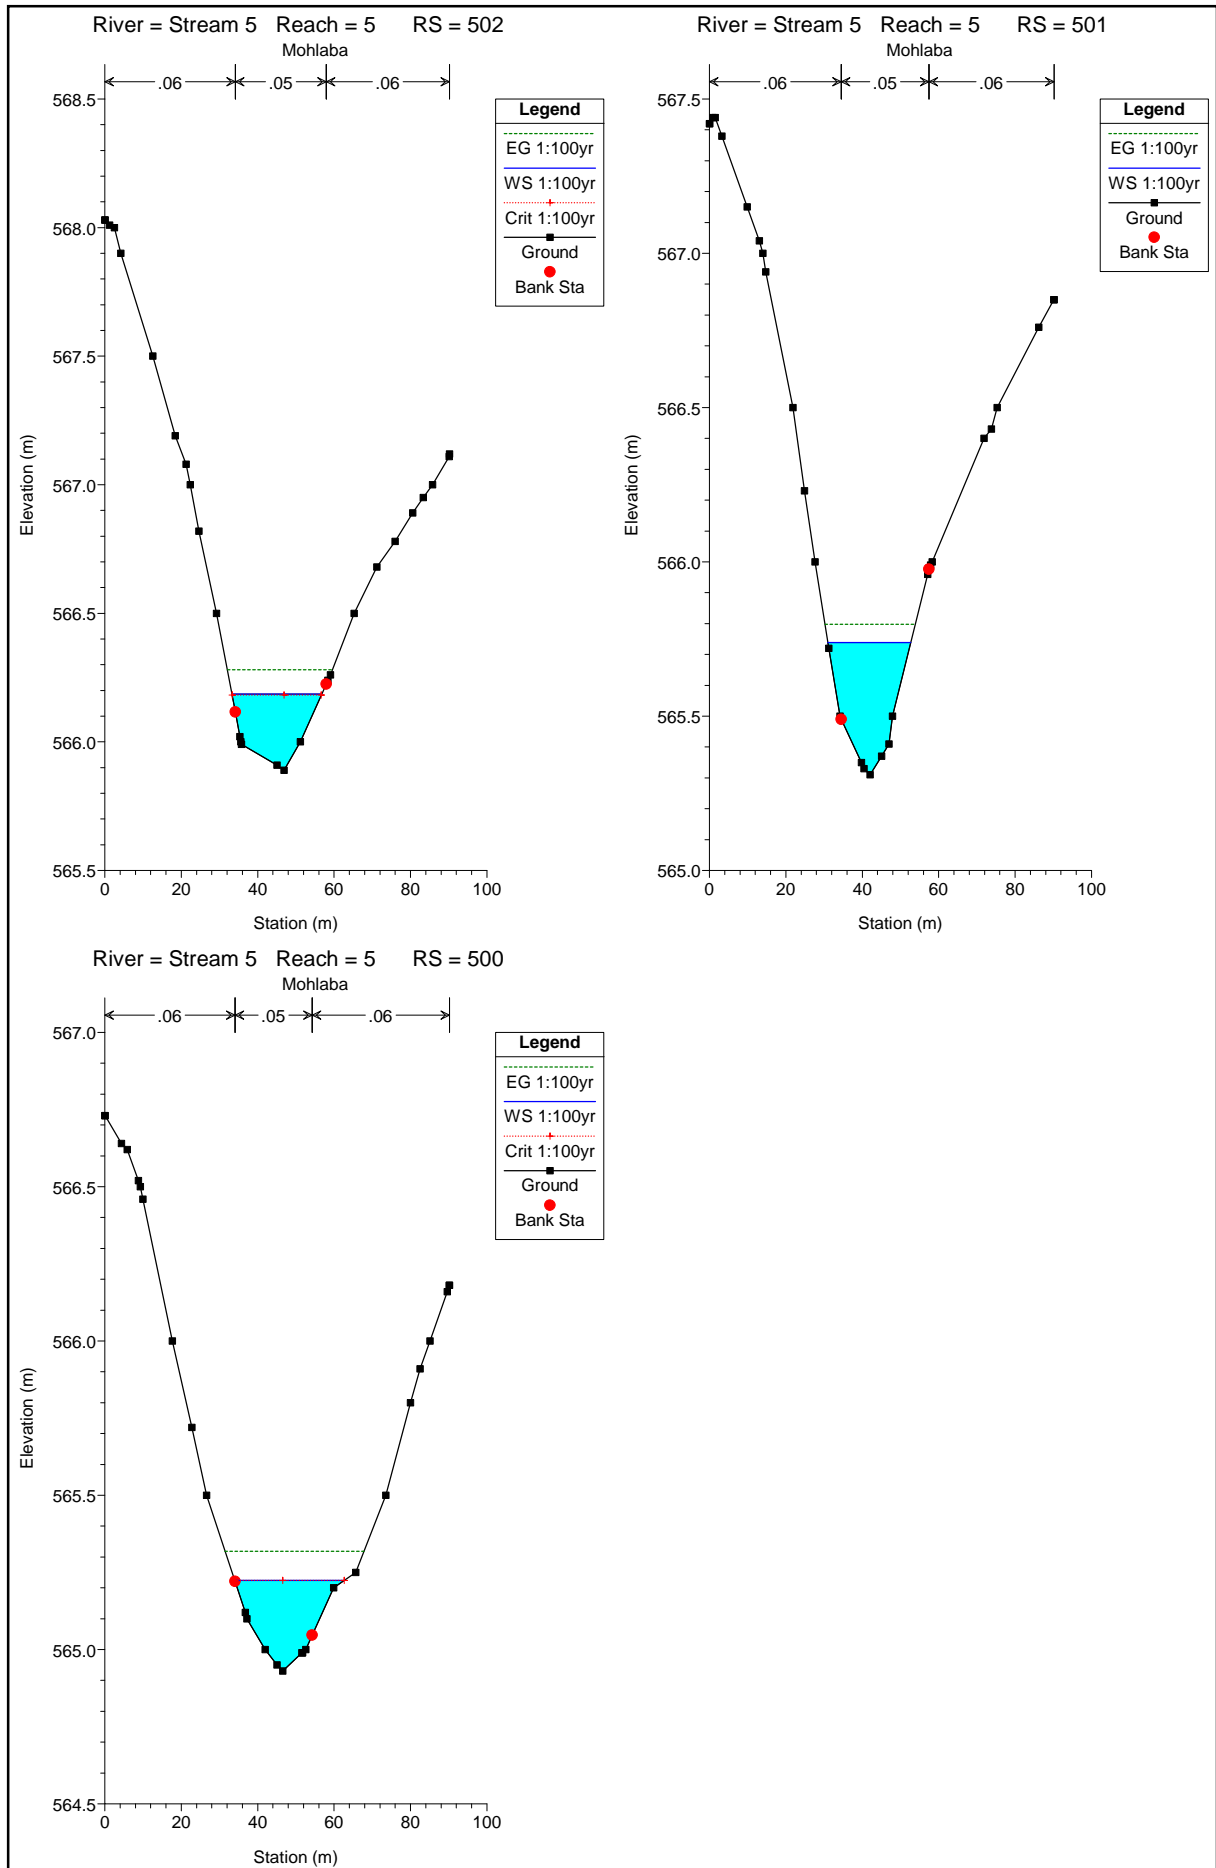 River = Stream 5 Reach = 5 RS = 502
Mohlaba
.06 .05 .06
Legend
EG 1:100yr
WS 1:100yr
Crit 1:100yr
Ground
Bank Sta
568.5
568.0
567.5
567.0
566.5
566.0
565.5
Elevation (m)
0 20 40 60 80 100
Station (m)
River = Stream 5 Reach = 5 RS = 501
Mohlaba
.06 .05 .06
Legend
EG 1:100yr
WS 1:100yr
Ground
Bank Sta
567.5
567.0
566.5
566.0
565.5
565.0
Elevation (m)
0 20 40 60 80 100
Station (m)
River = Stream 5 Reach = 5 RS = 500
Mohlaba
.06 .05 .06
Legend
EG 1:100yr
WS 1:100yr
Crit 1:100yr
Ground
Bank Sta
567.0
566.5
566.0
565.5
565.0
564.5
Elevation (m)
0 20 40 60 80 100
Station (m)